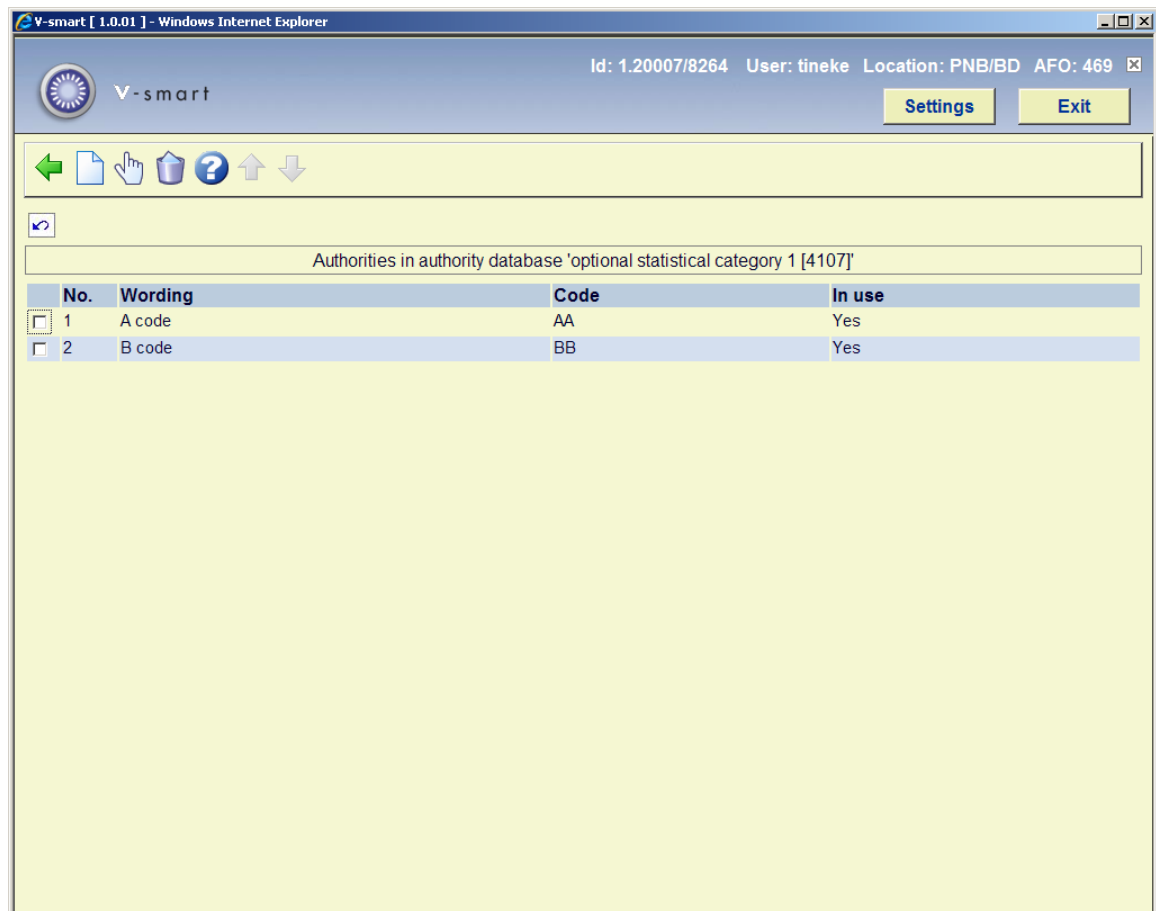 V-smart [ 1.0.01 ] - Windows Internet Explorer
Id: 1.20007/8264 User: tineke Location: PNB/BD AFO: 469
V-smart
Settings Exit
?
Authorities in authority database 'optional statistical category 1 [4107]'
No. Wording Code In use
1 A code AA Yes
2 B code BB Yes